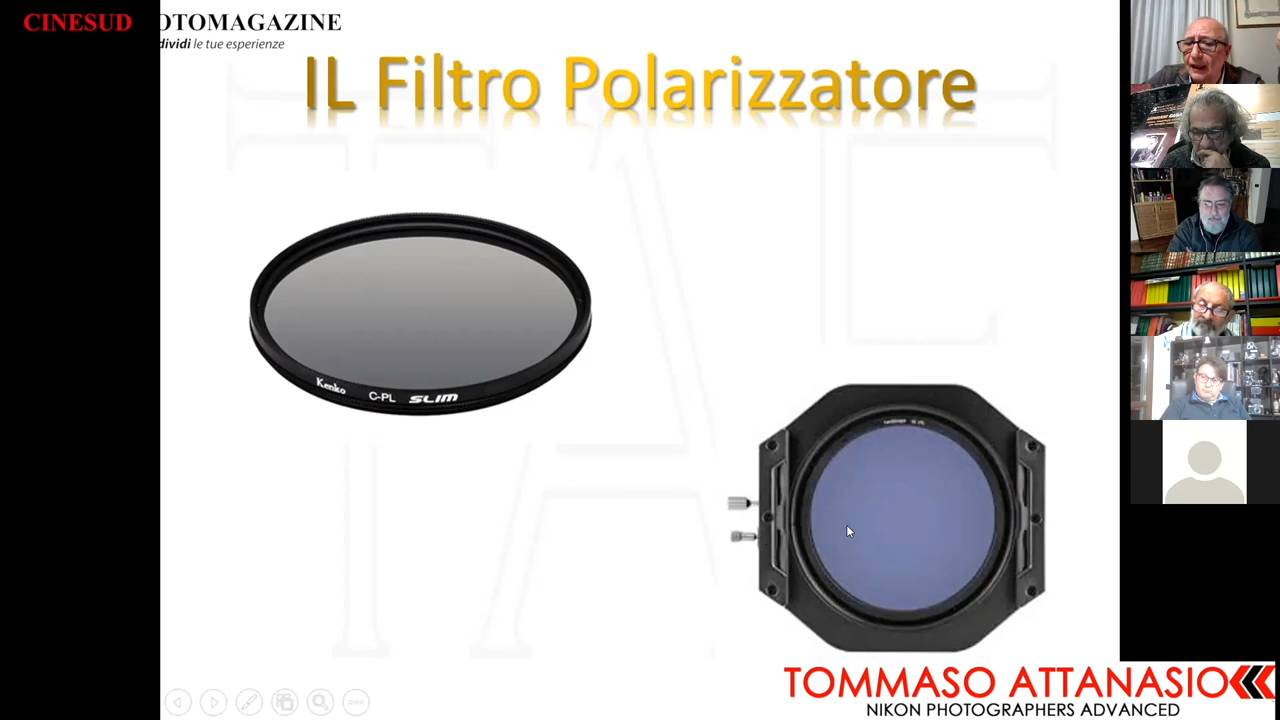 CINESUD OTOMAGAZINE
dividi le tue esperienze
IL Filtro Polarizzatore
Kenko C-PL SLIM
TOMMASO ATTANASIO
NIKON PHOTOGRAPHERS ADVANCED